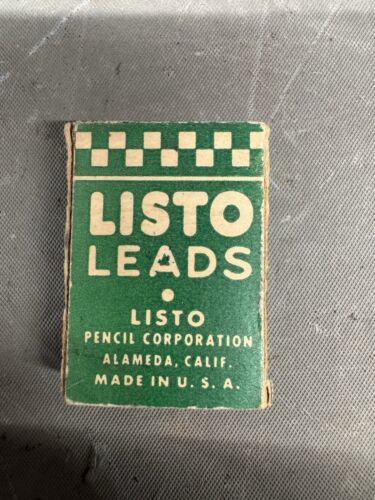 LISTO
LEADS
•
LISTO
PENCIL CORPORATION
ALAMEDA, CALIF.
MADE IN U. S. A.